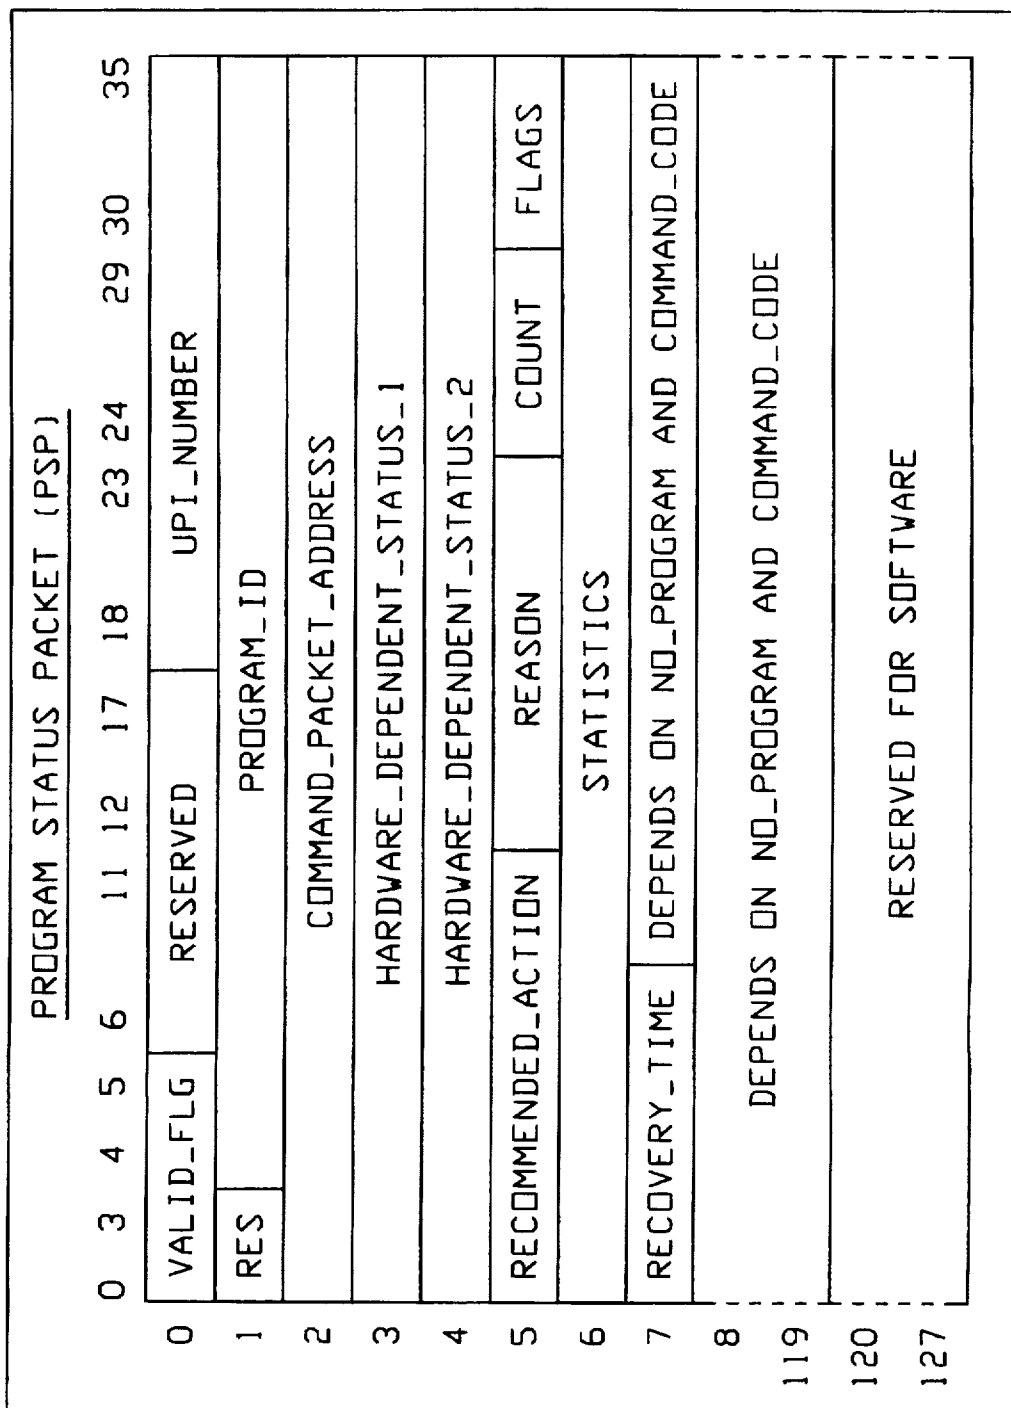 PROGRAM STATUS PACKET (PSP)
0 3 4 5 6 11 12 17 18 23 24 29 30 35
0 VALID_FLG RESERVED UPI_NUMBER
1 RES PROGRAM_ID
2 COMMAND_PACKET_ADDRESS
3 HARDWARE_DEPENDENT_STATUS_1
4 HARDWARE_DEPENDENT_STATUS_2
5 RECOMMENDED_ACTION REASON COUNT FLAGS
6 STATISTICS
7 RECOVERY_TIME DEPENDS ON NO_PROGRAM AND COMMAND_CODE
8
DEPENDS ON NO_PROGRAM AND COMMAND_CODE
119
120
RESERVED FOR SOFTWARE
127